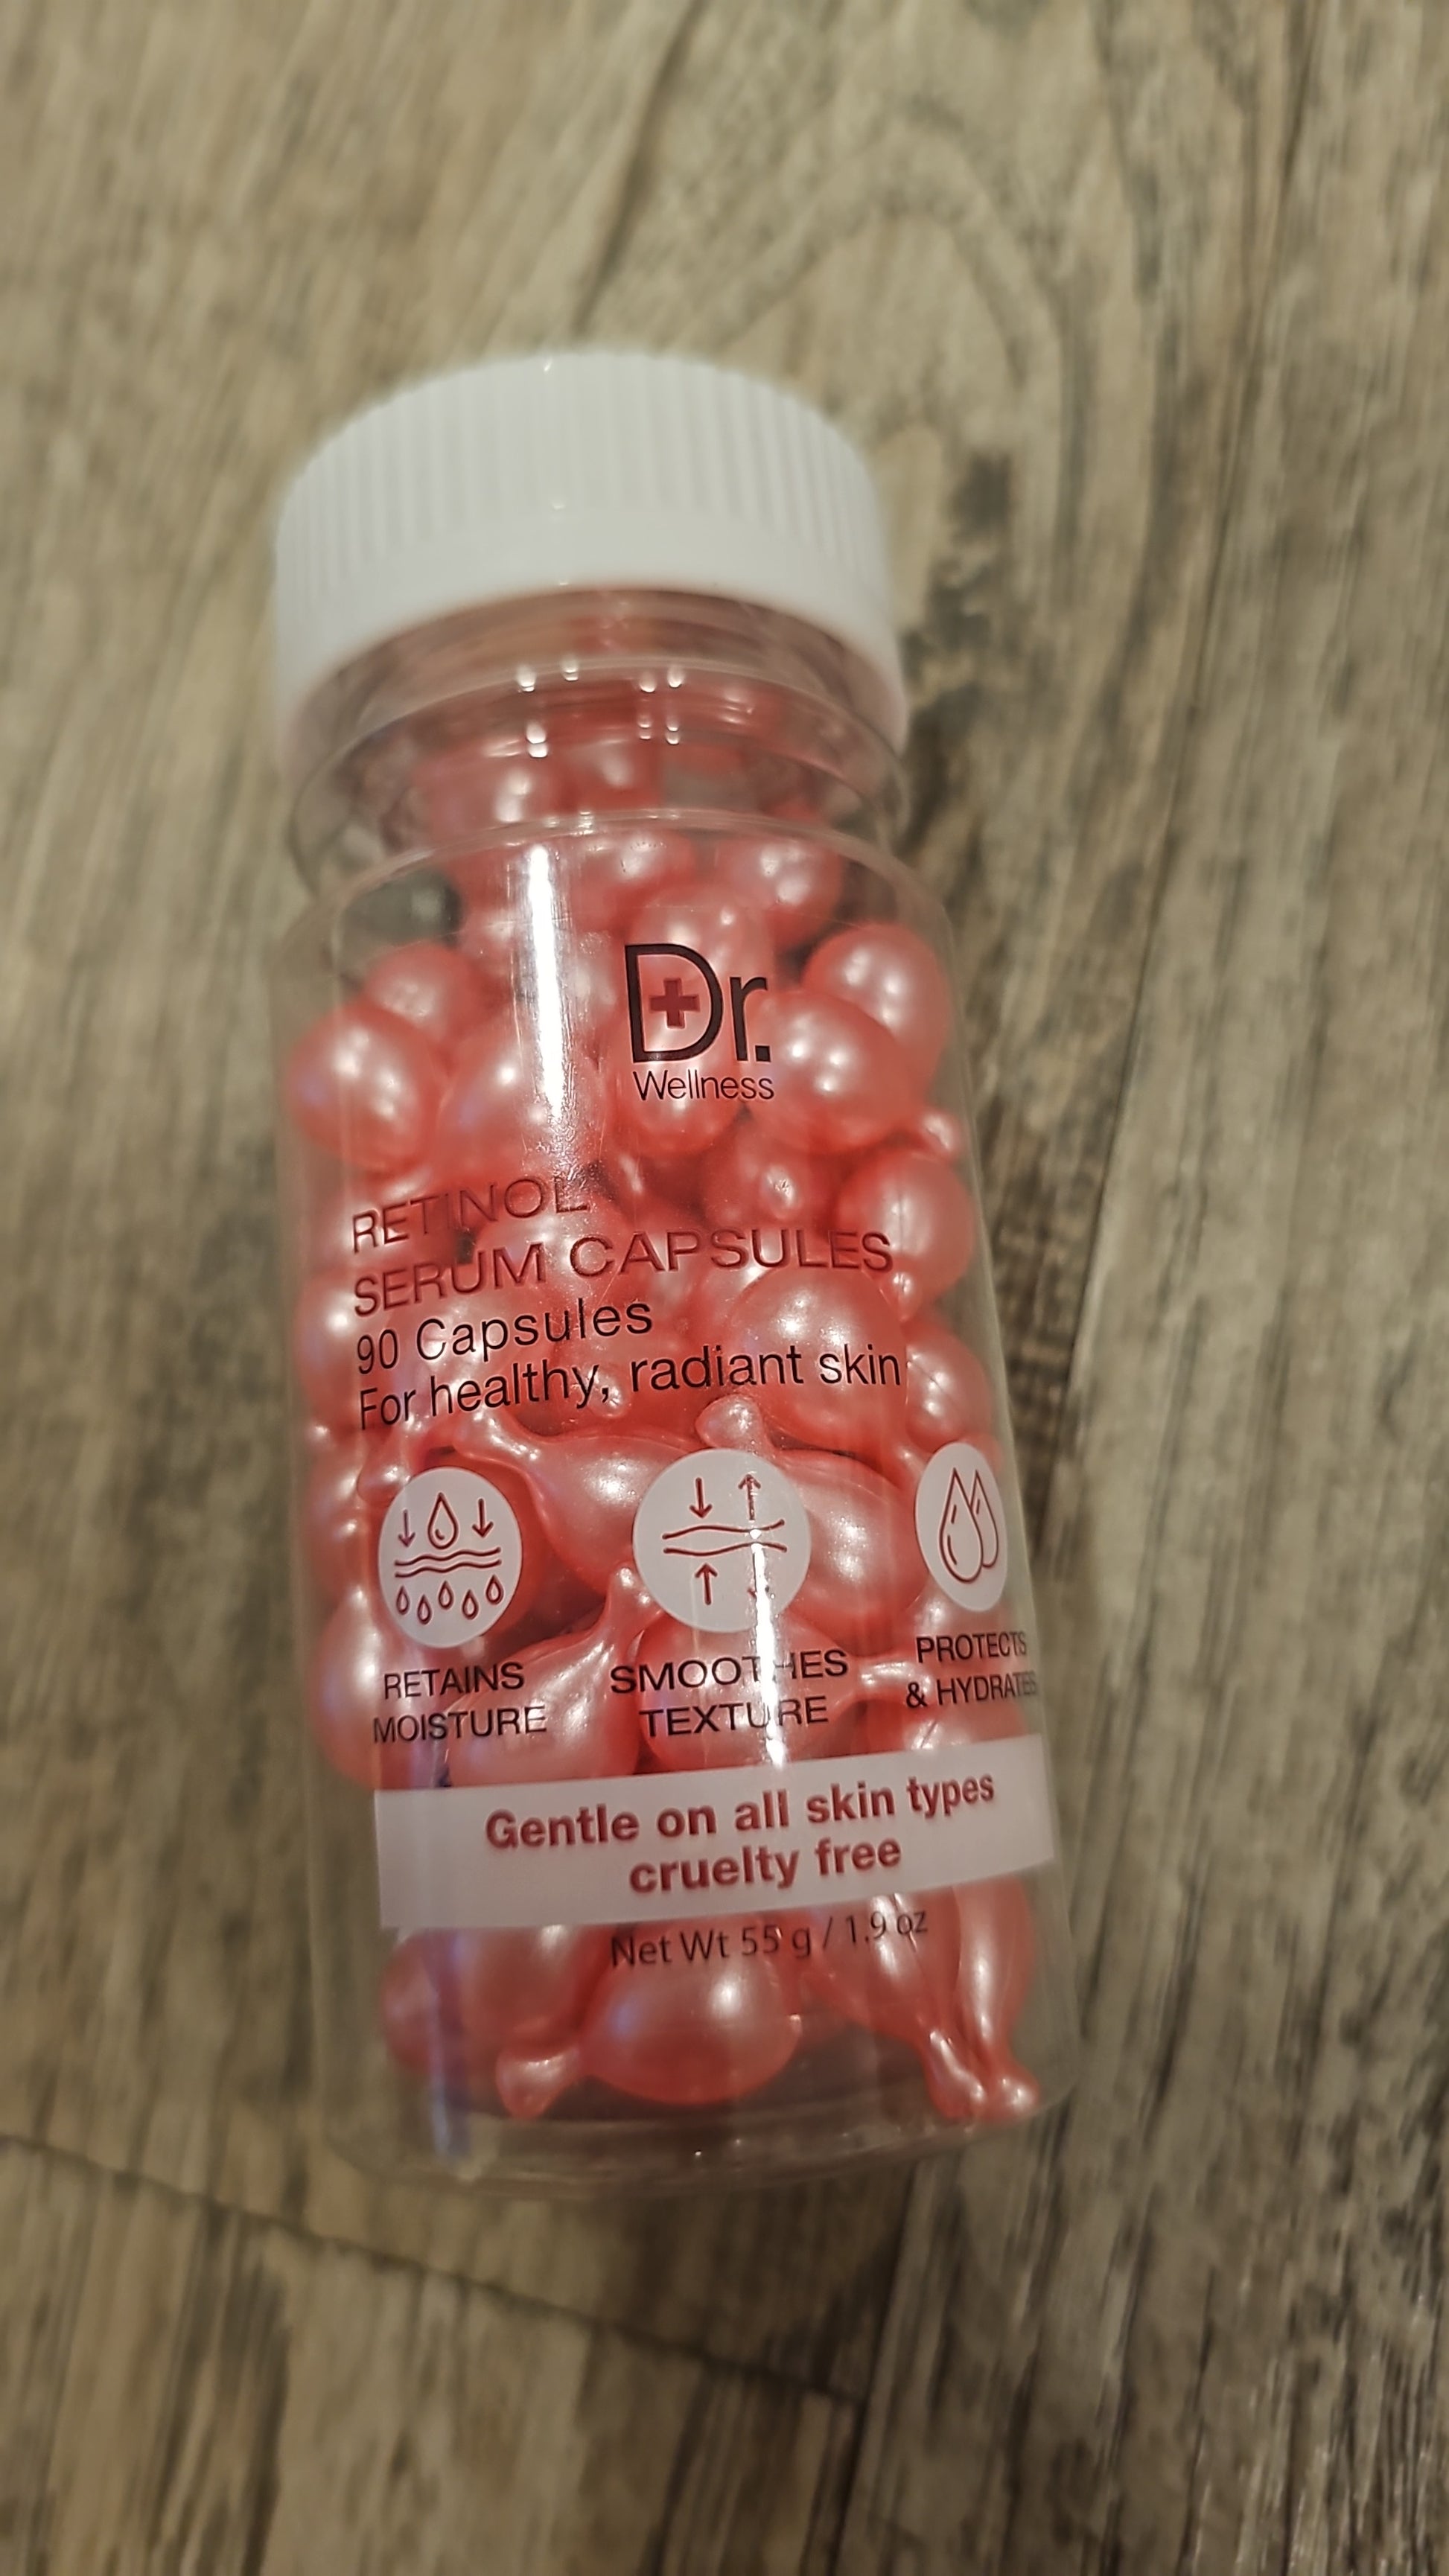 Dr.
Wellness
RETINOL
SERUM CAPSULES
90 Capsules
For healthy, radiant skin
RETAINS
MOISTURE
SMOOTHES
TEXTURE
PROTECTS
& HYDRATES
Gentle on all skin types
cruelty free
Net Wt 55 g / 1.9 oz